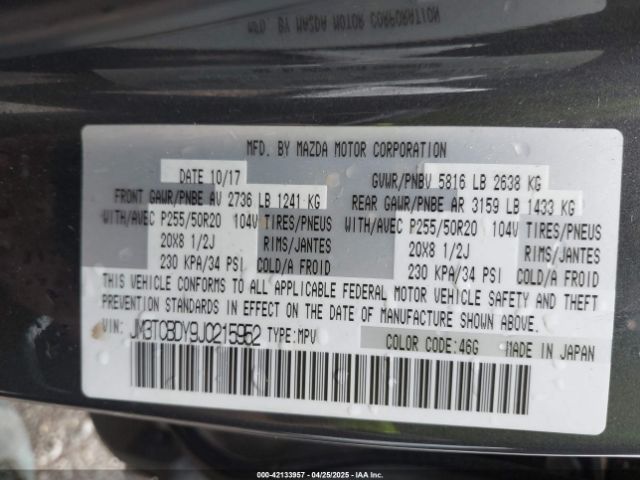 MFD. BY MAZDA MOTOR CORPORATION
DATE 10/17 GVWR/PNBV 5816 LB 2638 KG
FRONT GAWR/PNBE AV 2736 LB 1241 KG REAR GAWR/PNBE AR 3159 LB 1433 KG
WITH/AVEC P255/50R20 104V TIRES/PNEUS WITH/AVEC P255/50R20 104V TIRES/PNEUS
20X8 1/2J RIMS/JANTES 20X8 1/2J RIMS/JANTES
230 KPA/34 PSI COLD/A FROID 230 KPA/34 PSI COLD/A FROID
THIS VEHICLE CONFORMS TO ALL APPLICABLE FEDERAL MOTOR VEHICLE SAFETY AND THEFT
PREVENTION STANDARDS IN EFFECT ON THE DATE OF MANUFACTURE SHOWN ABOVE.
VIN: JM3TCBDY9J0215952 TYPE:MPV COLOR CODE:46G MADE IN JAPAN
000-42133957 - 04/25/2025 - IAA Inc.